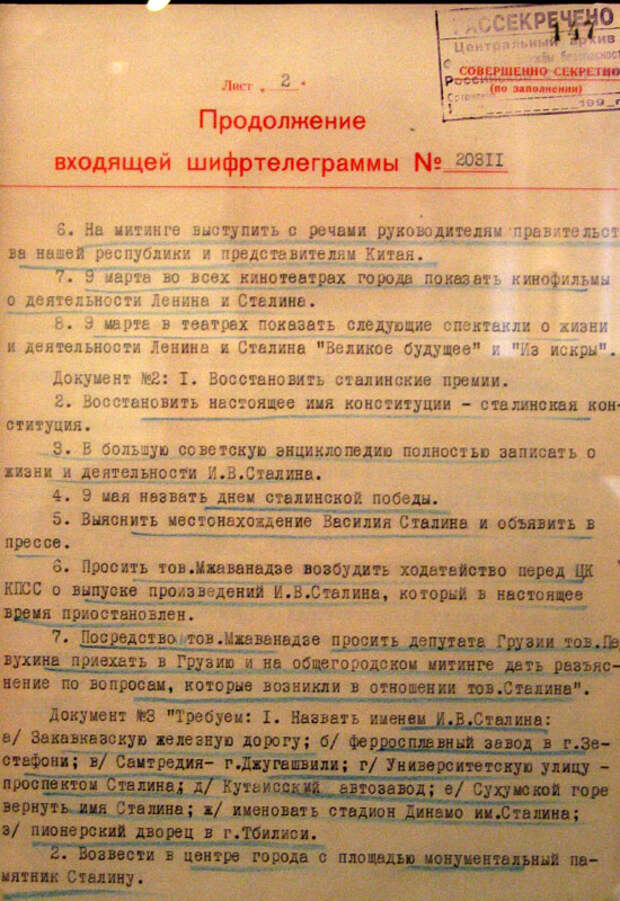 РАССЕКРЕЧЕНО
147
Центральный архив
СОВЕРШЕННО СЕКРЕТНО
(по заполнении)
199 г
Лист „ 2 "
Продолжение
входящей шифртелеграммы № 20311
6. На митинге выступить с речами руководителям правительст-
ва нашей республики и представителям Китая.
7. 9 марта во всех кинотеатрах города показать кинофильмы
о деятельности Ленина и Сталина.
8. 9 марта в театрах показать следующие спектакли о жизни
и деятельности Ленина и Сталина "Великое будущее" и "Из искры".
Документ №2: I. Восстановить сталинские премии.
2. Восстановить настоящее имя конституции – сталинская кон-
ституция.
3. В большую советскую энциклопедию полностью записать о
жизни и деятельности И.В.Сталина.
4. 9 мая назвать днем сталинской победы.
5. Выяснить местонахождение Василия Сталина и объявить в
прессе.
6. Просить тов.Мжаванадзе возбудить ходатайство перед ЦК
КПСС о выпуске произведений И.В.Сталина, который в настоящее
время приостановлен.
7. Посредством тов.Мжаванадзе просить депутата Грузии тов.Пер
вухина приехать в Грузию и на общегородском митинге дать разъяс-
нение по вопросам, которые возникли в отношении тов.Сталина".
Документ №3 "Требуем: I. Назвать именем И.В.Сталина:
а/ Закавказскую железную дорогу; б/ ферросплавный завод в г.Зе-
стафони; в/ Самтредия- г.Джугашвили; г/ Университетскую улицу -
проспектом Сталина; д/ Кутаисский автозавод; е/ Сухумской горе
вернуть имя Сталина; ж/ именовать стадион Динамо им.Сталина;
з/ пионерский дворец в г.Тбилиси.
2. Возвести в центре города с площадью монументальный па-
мятник Сталину.